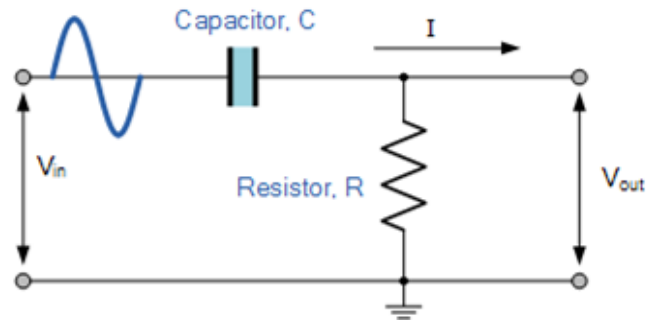 Capacitor, C
I
Vin
Resistor, R
Vout